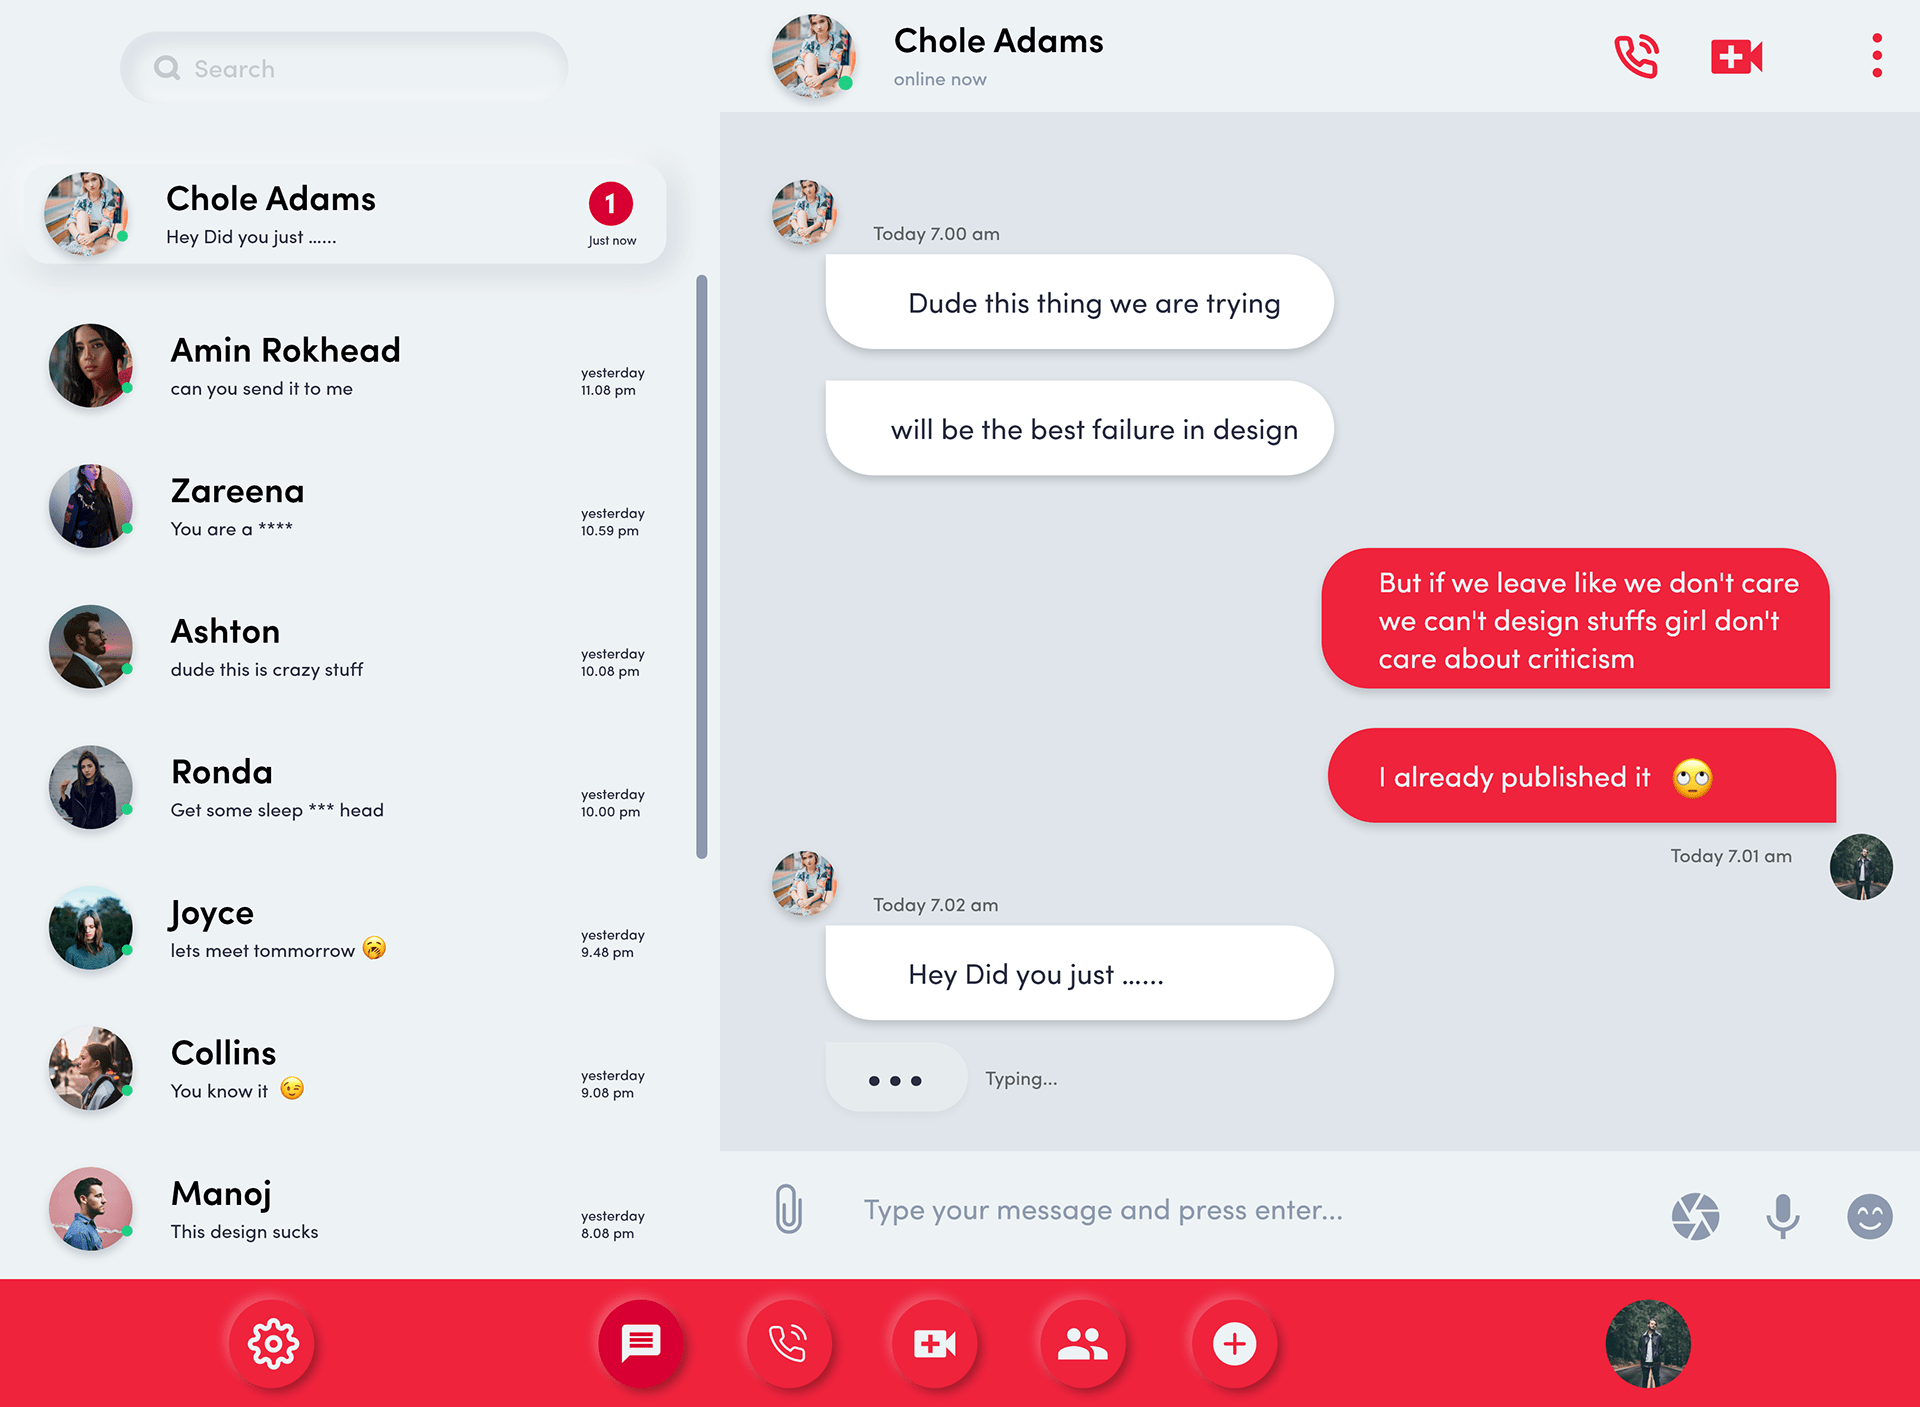 Search
Chole Adams
Hey Did you just ......
1
Just now
Amin Rokhead
can you send it to me
yesterday
11.08 pm
Zareena
You are a ****
yesterday
10.59 pm
Ashton
dude this is crazy stuff
yesterday
10.08 pm
Ronda
Get some sleep *** head
yesterday
10.00 pm
Joyce
lets meet tommorrow 🥱
yesterday
9.48 pm
Collins
You know it 😉
yesterday
9.08 pm
Manoj
This design sucks
yesterday
8.08 pm
Chole Adams
online now
Today 7.00 am
Dude this thing we are trying
will be the best failure in design
But if we leave like we don't care
we can't design stuffs girl don't
care about criticism
I already published it 🙄
Today 7.01 am
Today 7.02 am
Hey Did you just ......
Typing...
Type your message and press enter...